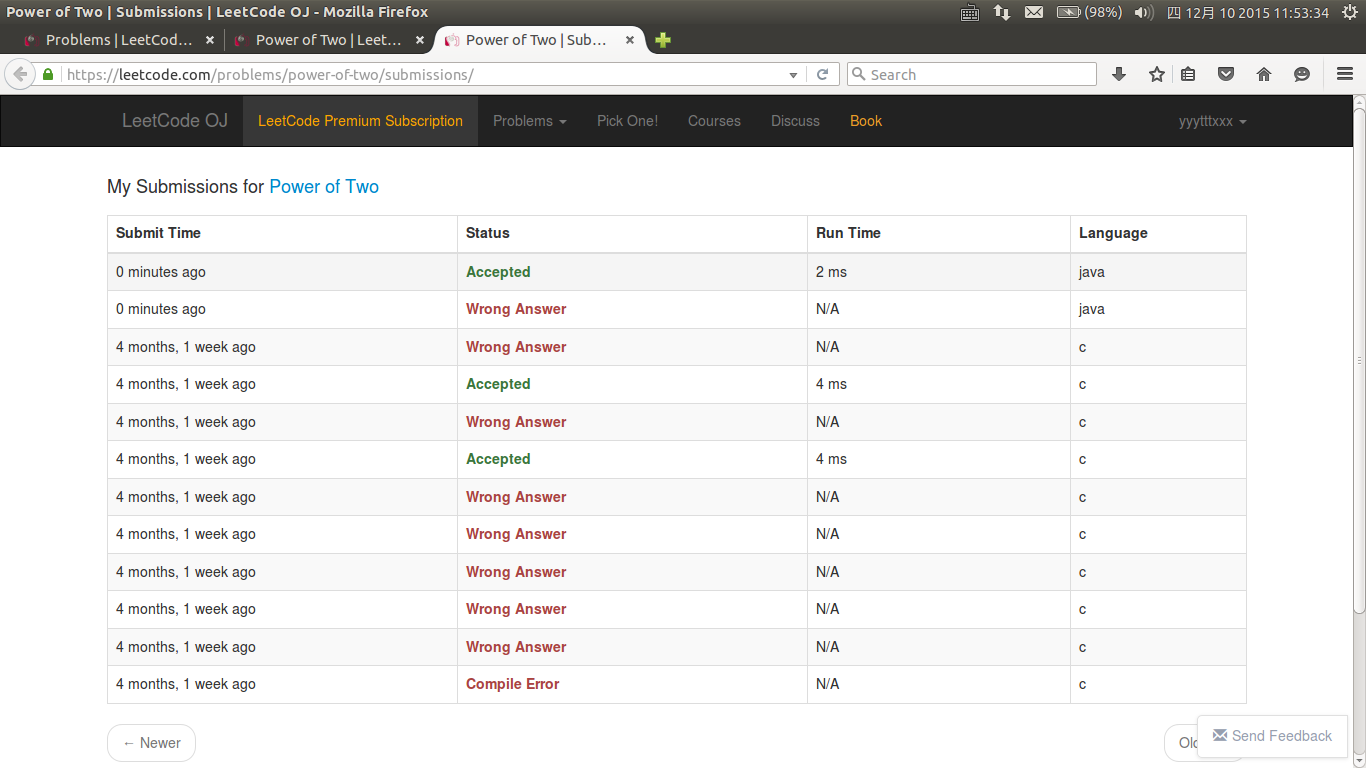 Power of Two | Submissions | LeetCode OJ - Mozilla Firefox (98%) 四 12月 10 2015 11:53:34
Problems | LeetCod... × Power of Two | Leet... × Power of Two | Sub... ×
https://leetcode.com/problems/power-of-two/submissions/ Search
LeetCode OJ LeetCode Premium Subscription Problems Pick One! Courses Discuss Book yyytttxxx
My Submissions for Power of Two
Submit Time Status Run Time Language
0 minutes ago Accepted 2 ms java
0 minutes ago Wrong Answer N/A java
4 months, 1 week ago Wrong Answer N/A c
4 months, 1 week ago Accepted 4 ms c
4 months, 1 week ago Wrong Answer N/A c
4 months, 1 week ago Accepted 4 ms c
4 months, 1 week ago Wrong Answer N/A c
4 months, 1 week ago Wrong Answer N/A c
4 months, 1 week ago Wrong Answer N/A c
4 months, 1 week ago Wrong Answer N/A c
4 months, 1 week ago Wrong Answer N/A c
4 months, 1 week ago Compile Error N/A c
← Newer
Send Feedback